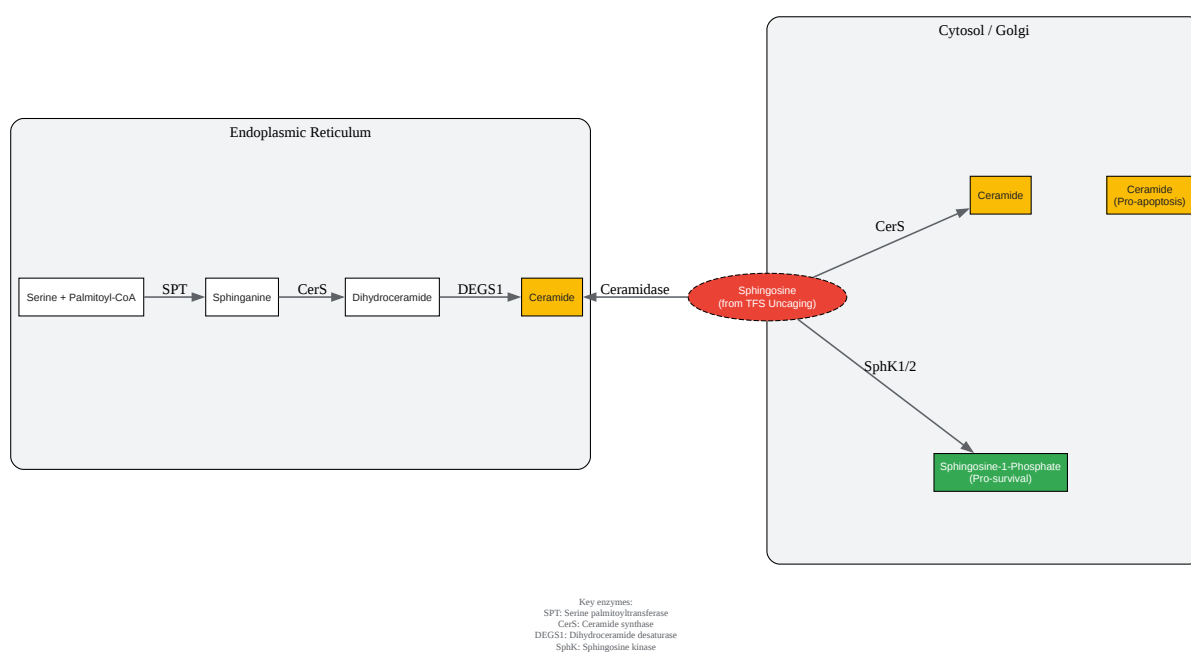 Cytosol / Golgi
Endoplasmic Reticulum
Ceramide
Ceramide
(Pro-apoptosis)
CerS
Serine + Palmitoyl-CoA
SPT
Sphinganine
CerS
Dihydroceramide
DEGS1
Ceramide
Ceramidase
Sphingosine
(from TFS Uncaging)
SphK1/2
Sphingosine-1-Phosphate
(Pro-survival)
Key enzymes:
SPT: Serine palmitoyltransferase
CerS: Ceramide synthase
DEGS1: Dihydroceramide desaturase
SphK: Sphingosine kinase